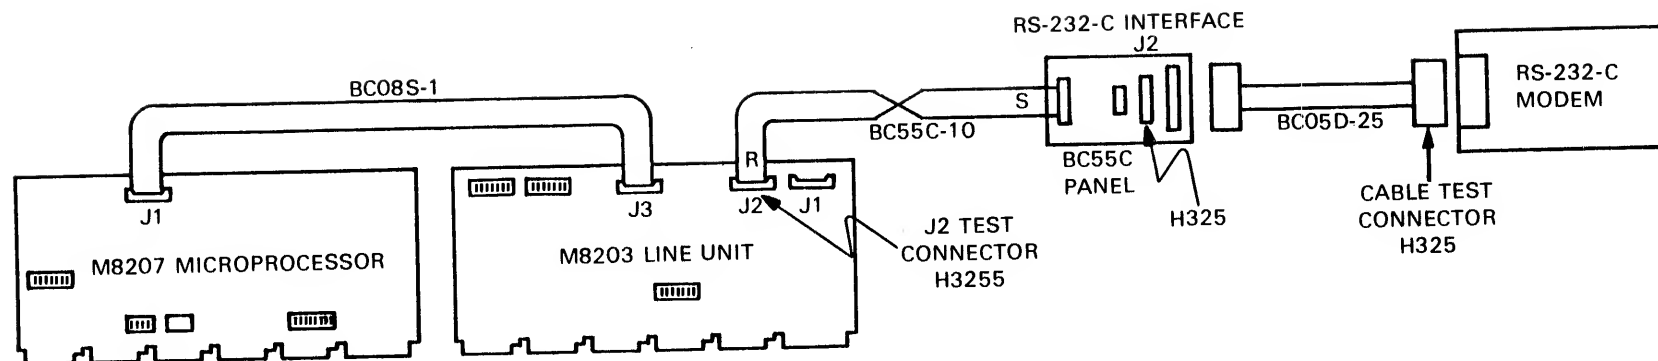 RS-232-C INTERFACE
J2
BC08S-1
S
BC55C-10
R
BC05D-25
RS-232-C
MODEM
BC55C
PANEL
J1
J3
J2
J1
H325
CABLE TEST
CONNECTOR
H325
M8207 MICROPROCESSOR
M8203 LINE UNIT
J2 TEST
CONNECTOR
H3255